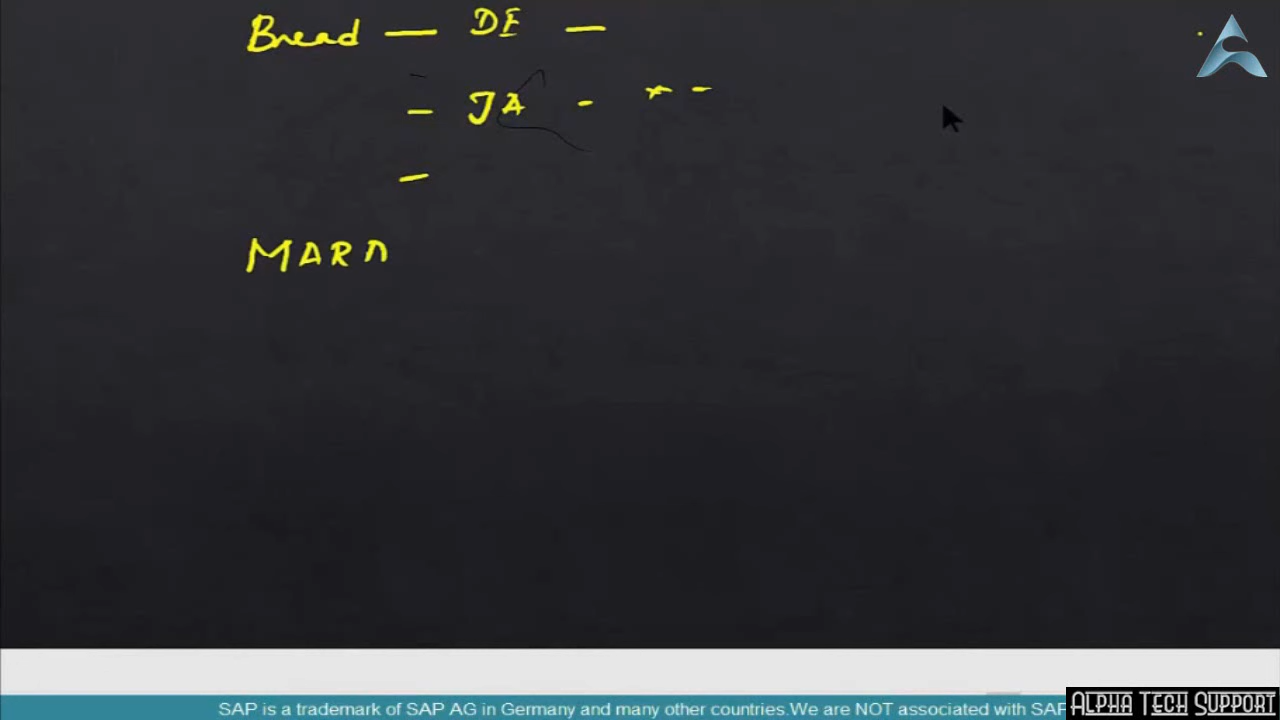 Bread — DE —
- JA - * -
-
MARA
SAP is a trademark of SAP AG in Germany and many other countries.We are NOT associated with SAP
ALPHA TECH SUPPORT